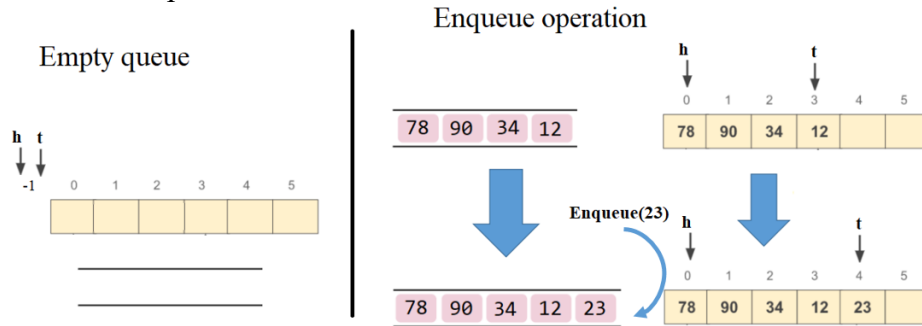 Empty queue
h t
-1 0 1 2 3 4 5
Enqueue operation
78 90 34 12
h t
0 1 2 3 4 5
78 90 34 12
Enqueue(23)
78 90 34 12 23
h t
0 1 2 3 4 5
78 90 34 12 23